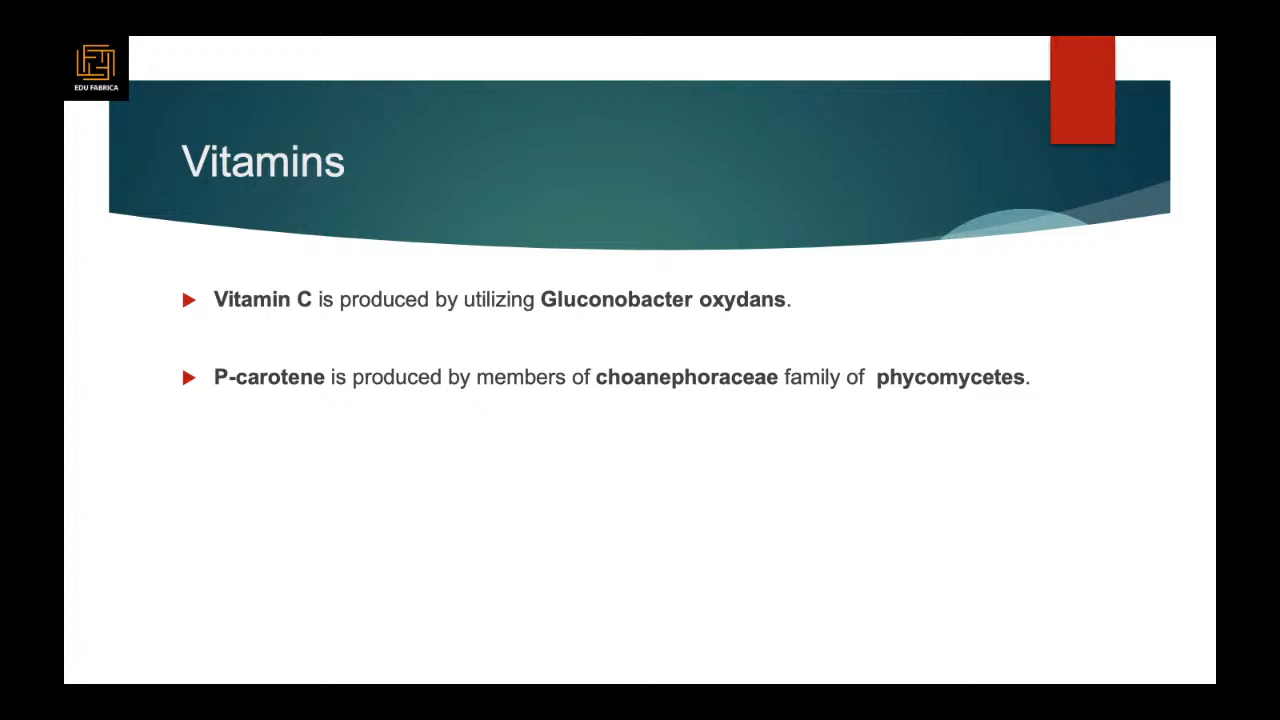 EDU FABRICA
Vitamins
Vitamin C is produced by utilizing Gluconobacter oxydans.
P-carotene is produced by members of choanephoraceae family of phycomycetes.